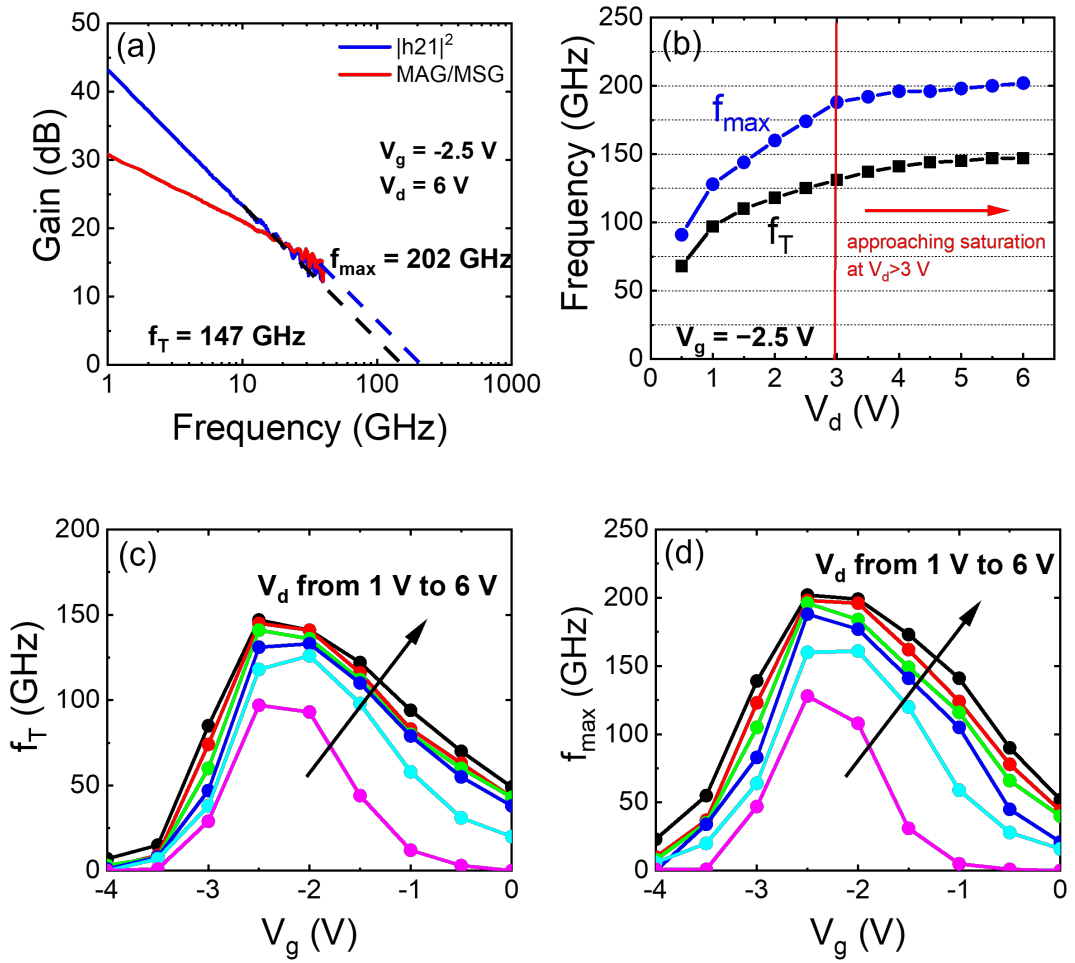 (a)
|h21|²
MAG/MSG
V_g = -2.5 V
V_d = 6 V
f_max = 202 GHz
f_T = 147 GHz
50
40
30
20
10
0
1
10
100
1000
Gain (dB)
Frequency (GHz)
(b)
f_max
f_T
approaching saturation
at V_d>3 V
V_g = −2.5 V
250
200
150
100
50
0
0
1
2
3
4
5
6
Frequency (GHz)
V_d (V)
(c)
V_d from 1 V to 6 V
200
150
100
50
0
-4
-3
-2
-1
0
f_T (GHz)
V_g (V)
(d)
V_d from 1 V to 6 V
250
200
150
100
50
0
-4
-3
-2
-1
0
f_max (GHz)
V_g (V)